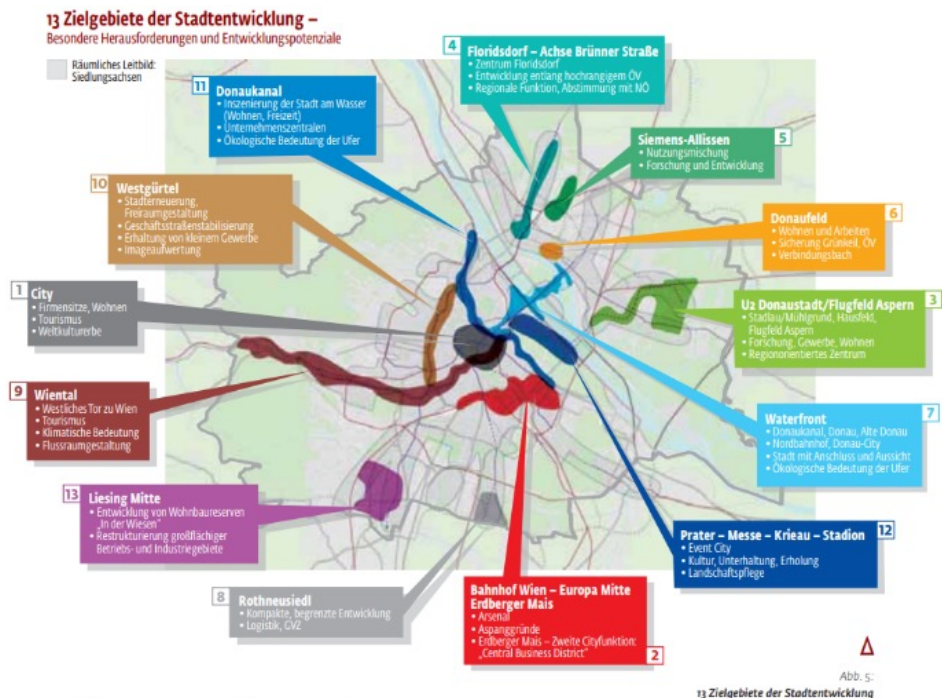 13 Zielgebiete der Stadtentwicklung –
Besondere Herausforderungen und Entwicklungspotenziale
Räumliches Leitbild:
Siedlungsachsen
4
Floridsdorf – Achse Brünner Straße
• Zentrum Floridsdorf
• Entwicklung entlang hochrangigem ÖV
• Regionale Funktion, Abstimmung mit NÖ
11
Donaukanal
• Inszenierung der Stadt am Wasser
(Wohnen, Freizeit)
• Unternehmenszentralen
• Ökologische Bedeutung der Ufer
Siemens-Allissen
5
• Nutzungsmischung
• Forschung und Entwicklung
10
Westgürtel
• Stadterneuerung,
Freiraumgestaltung
• Geschäftsstraßenstabilisierung
• Erhaltung von kleinem Gewerbe
• Imageaufwertung
Donaufeld
6
• Wohnen und Arbeiten
• Sicherung Grünkeil, ÖV
• Verbindungsbach
1
City
• Firmensitze, Wohnen
• Tourismus
• Weltkulturerbe
U2 Donaustadt/Flugfeld Aspern
3
• Stadlau/Mühlgrund, Hausfeld,
Flugfeld Aspern
• Forschung, Gewerbe, Wohnen
• Regionorientiertes Zentrum
9
Wiental
• Westliches Tor zu Wien
• Tourismus
• Klimatische Bedeutung
• Flussraumgestaltung
Waterfront
7
• Donaukanal, Donau, Alte Donau
• Nordbahnhof, Donau-City
• Stadt mit Anschluss und Aussicht
• Ökologische Bedeutung der Ufer
13
Liesing Mitte
• Entwicklung von Wohnbaureserven
„In der Wiesen“
• Restrukturierung großflächiger
Betriebs- und Industriegebiete
Prater – Messe – Krieau – Stadion
12
• Event City
• Kultur, Unterhaltung, Erholung
• Landschaftspflege
8
Rothneusiedl
• Kompakte, begrenzte Entwicklung
• Logistik, GVZ
Bahnhof Wien – Europa Mitte
Erdberger Mais
• Arsenal
• Aspanggründe
• Erdberger Mais – Zweite Cityfunktion:
„Central Business District“
2
Abb. 5:
13 Zielgebiete der Stadtentwicklung